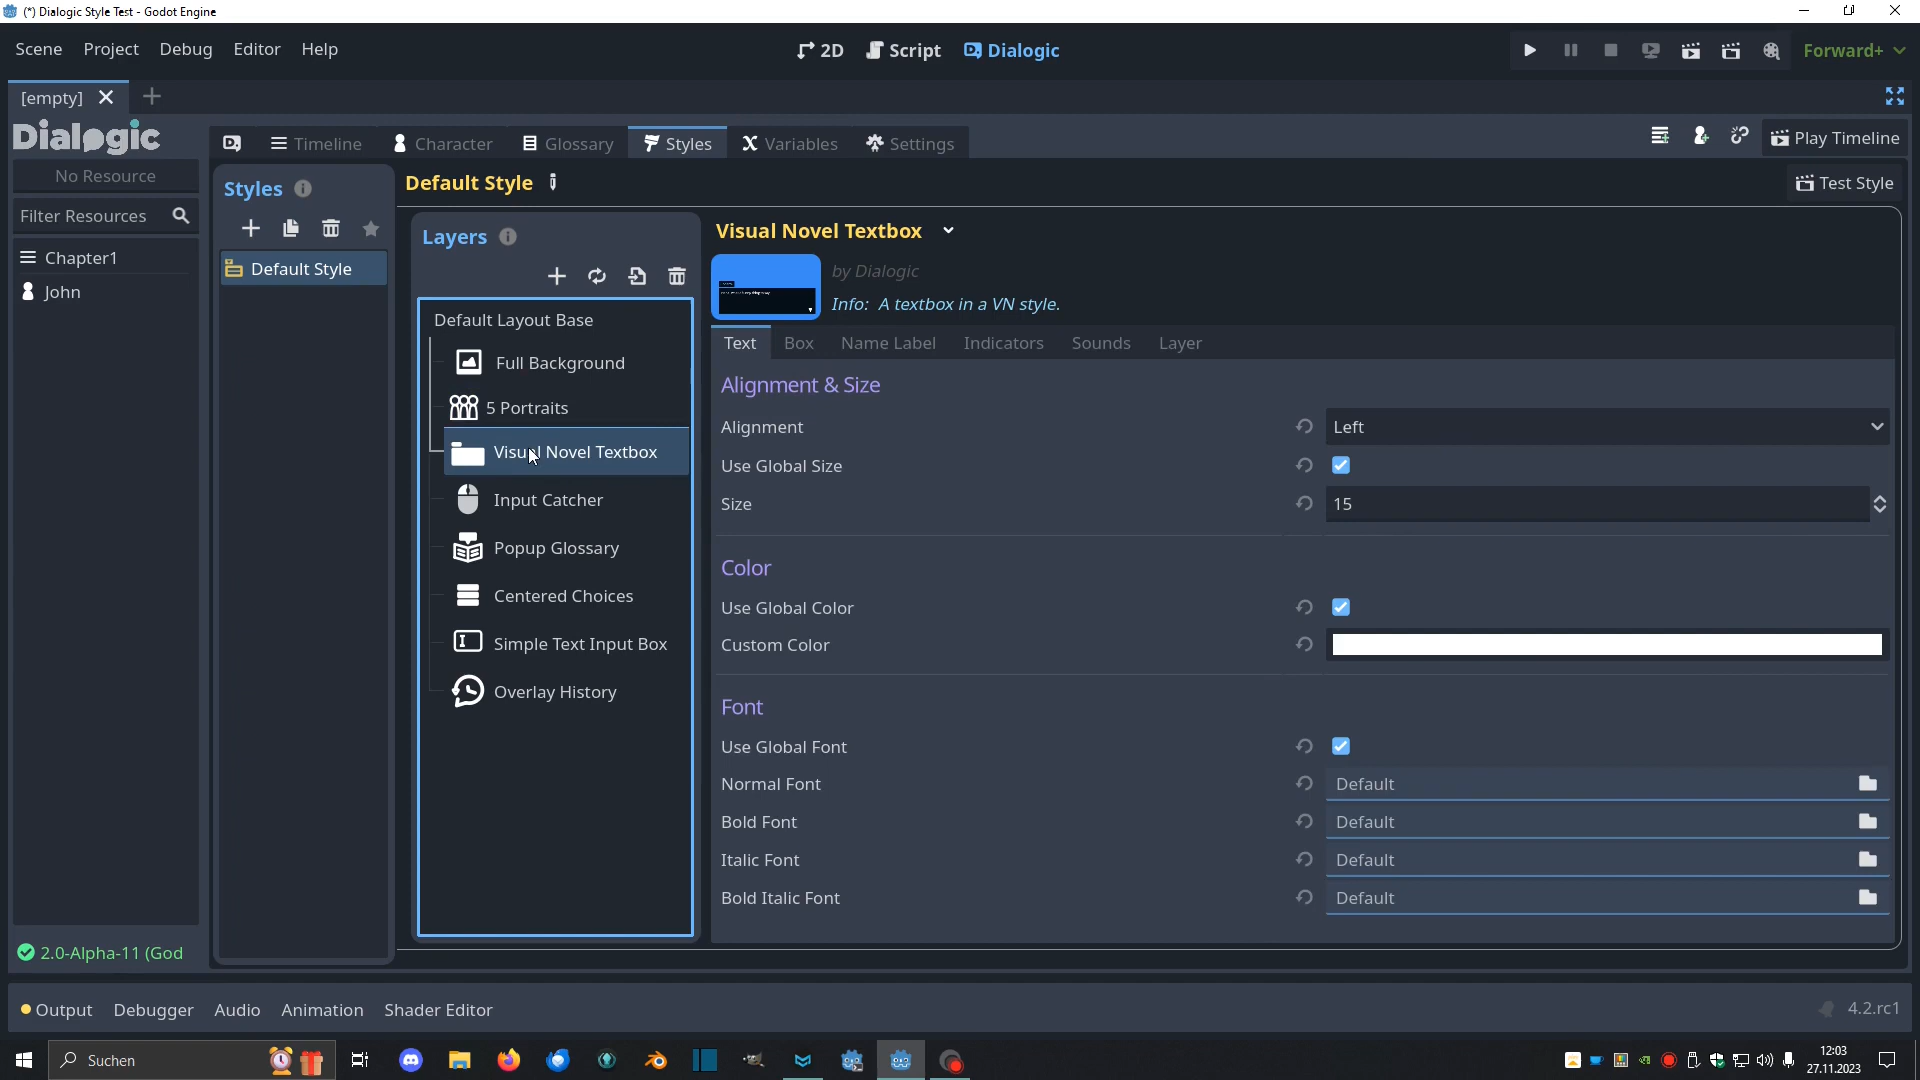 (*) Dialogic Style Test - Godot Engine
Scene Project Debug Editor Help
2D Script Dialogic
Forward+
[empty]
Dialogic
Timeline Character Glossary Styles Variables Settings
Play Timeline
No Resource
Filter Resources
Chapter1
John
2.0-Alpha-11 (God
Styles
Default Style
Default Style
Test Style
Layers
Default Layout Base
Full Background
5 Portraits
Visual Novel Textbox
Input Catcher
Popup Glossary
Centered Choices
Simple Text Input Box
Overlay History
Visual Novel Textbox
by Dialogic
Info: A textbox in a VN style.
Text Box Name Label Indicators Sounds Layer
Alignment & Size
Alignment Left
Use Global Size
Size 15
Color
Use Global Color
Custom Color
Font
Use Global Font
Normal Font Default
Bold Font Default
Italic Font Default
Bold Italic Font Default
Output Debugger Audio Animation Shader Editor
4.2.rc1
Suchen
12:03
27.11.2023